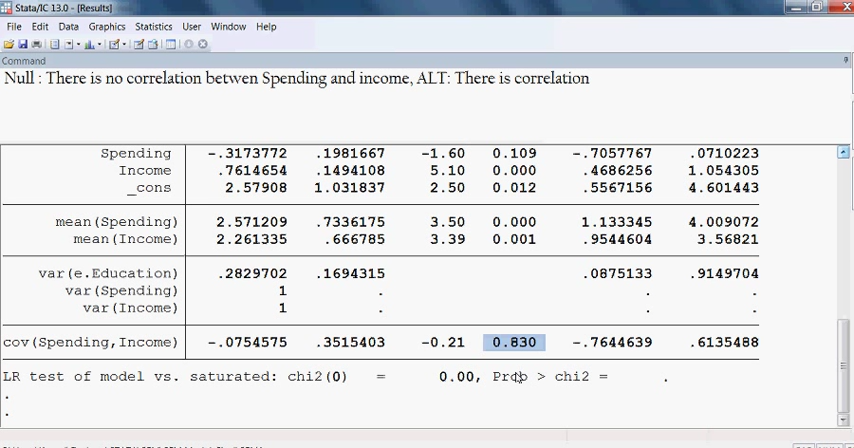 Stata/IC 13.0 - [Results]
File Edit Data Graphics Statistics User Window Help
Command
Null : There is no correlation betwen Spending and income, ALT: There is correlation
Spending -.3173772 .1981667 -1.60 0.109 -.7057767 .0710223
Income .7614654 .1494108 5.10 0.000 .4686256 1.054305
_cons 2.57908 1.031837 2.50 0.012 .5567156 4.601443
mean(Spending) 2.571209 .7336175 3.50 0.000 1.133345 4.009072
mean(Income) 2.261335 .666785 3.39 0.001 .9544604 3.56821
var(e.Education) .2829702 .1694315 .0875133 .9149704
var(Spending) 1 . . .
var(Income) 1 . . .
cov(Spending,Income) -.0754575 .3515403 -0.21 0.830 -.7644639 .6135488
LR test of model vs. saturated: chi2(0) = 0.00, Prob > chi2 = .
.
.